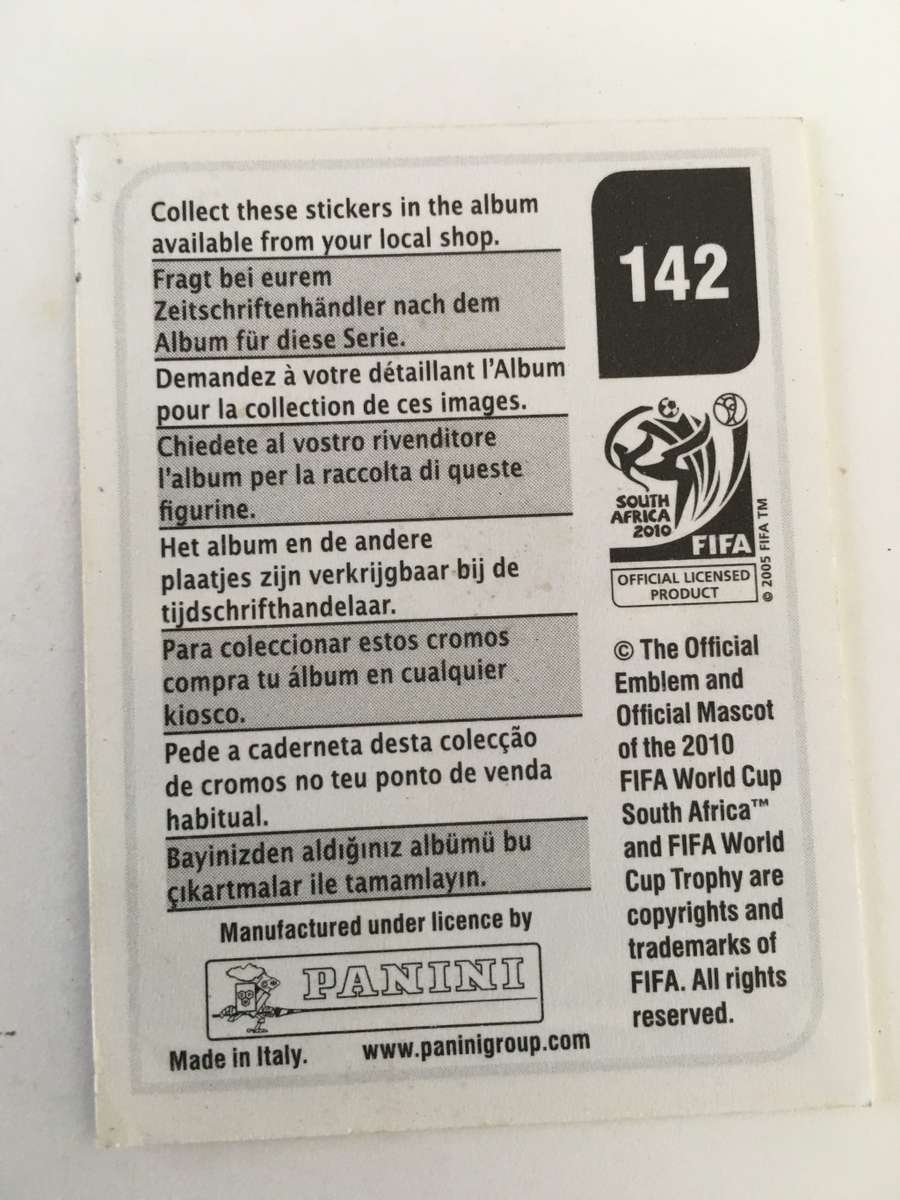 Collect these stickers in the album
available from your local shop.
Fragt bei eurem
Zeitschriftenhändler nach dem
Album für diese Serie.
Demandez à votre détaillant l'Album
pour la collection de ces images.
Chiedete al vostro rivenditore
l'album per la raccolta di queste
figurine.
Het album en de andere
plaatjes zijn verkrijgbaar bij de
tijdschrifthandelaar.
Para coleccionar estos cromos
compra tu álbum en cualquier
kiosco.
Pede a caderneta desta colecção
de cromos no teu ponto de venda
habitual.
Bayinizden aldığınız albümü bu
çıkartmalar ile tamamlayın.
Manufactured under licence by
PANINI
Made in Italy.
www.paninigroup.com
142
SOUTH
AFRICA
2010
FIFA
© 2005 FIFA TM
OFFICIAL LICENSED
PRODUCT
© The Official
Emblem and
Official Mascot
of the 2010
FIFA World Cup
South Africa™
and FIFA World
Cup Trophy are
copyrights and
trademarks of
FIFA. All rights
reserved.